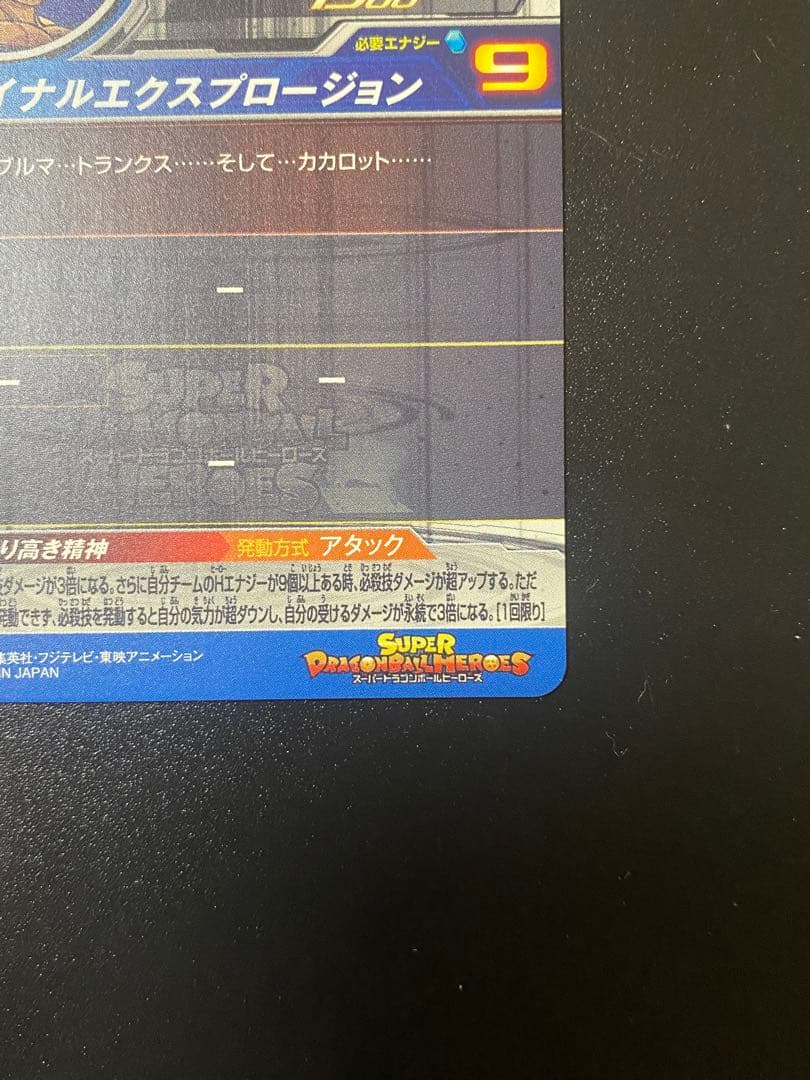 1500
必要エナジー 9
イナルエクスプロージョン
ブルマ…トランクス……そして…カカロット……
SUPER
スーパードラゴンボールヒーローズ
HEROES
り高き精神 発動方式 アタック
ダメージが3倍になる。さらに自分チームのHエナジーが9個以上ある時、必殺技ダメージが超アップする。ただ
発動できず、必殺技を発動すると自分の気力が超ダウンし、自分の受けるダメージが永続で3倍になる。[1回限り]
集英社・フジテレビ・東映アニメーション
IN JAPAN
SUPER
DRAGONBALL HEROES
スーパードラゴンボールヒーローズ